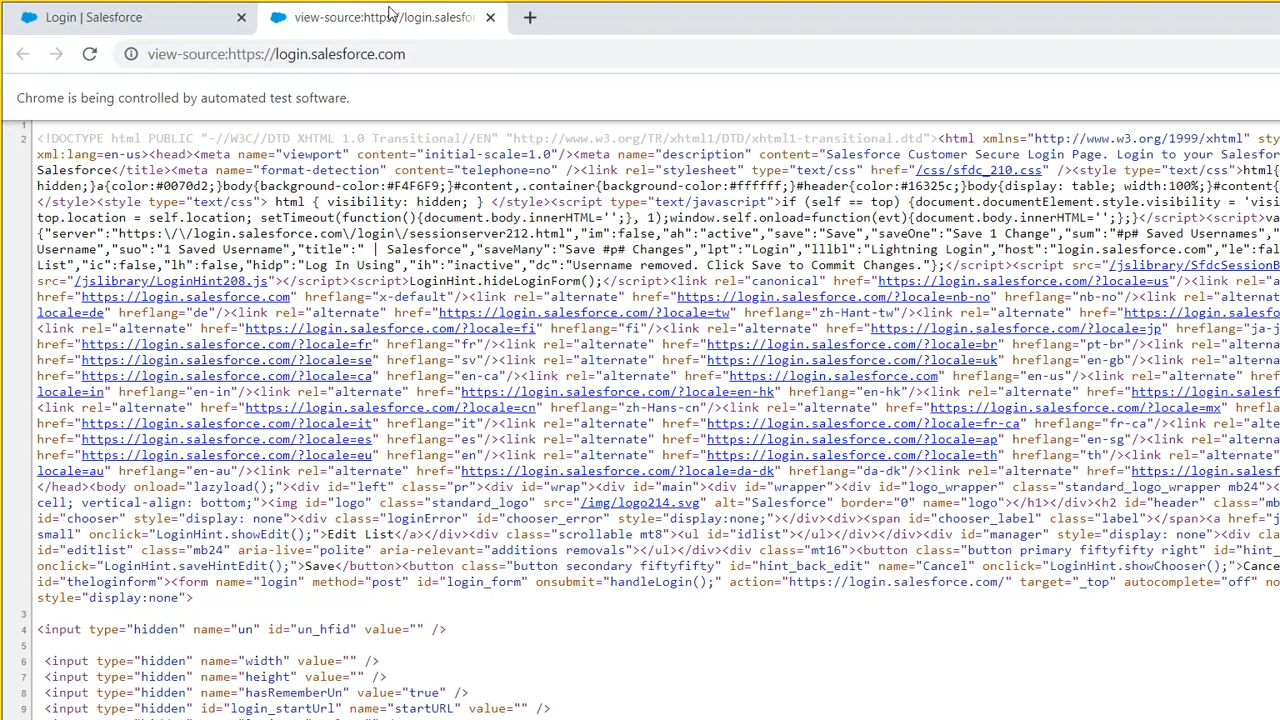 Login | Salesforce
view-source:https://login.salesfor
view-source:https://login.salesforce.com
Chrome is being controlled by automated test software.
1
2 <!DOCTYPE html PUBLIC "-//W3C//DTD XHTML 1.0 Transitional//EN" "http://www.w3.org/TR/xhtml1/DTD/xhtml1-transitional.dtd"><html xmlns="http://www.w3.org/1999/xhtml" sty
xml:lang=en-us><head><meta name="viewport" content="initial-scale=1.0"/><meta name="description" content="Salesforce Customer Secure Login Page. Login to your Salesfor
Salesforce</title><meta name="format-detection" content="telephone=no" /><link rel="stylesheet" type="text/css" href="/css/sfdc_210.css" /><style type="text/css">html{
hidden;}a{color:#0070d2;}body{background-color:#F4F6F9;}#content,.container{background-color:#ffffff;}#header{color:#16325c;}body{display: table; width:100%;}#content{
</style><style type="text/css"> html { visibility: hidden; } </style><script type="text/javascript">if (self == top) {document.documentElement.style.visibility = 'visi
top.location = self.location; setTimeout(function(){document.body.innerHTML='';}, 1);window.self.onload=function(evt){document.body.innerHTML='';};}</script><script>va
{"server":"https:\/\/login.salesforce.com\/login\/sessionserver212.html","im":false,"ah":"active","save":"Save","saveOne":"Save 1 Change","sum":"#p# Saved Usernames","
Username","suo":"1 Saved Username","title":" | Salesforce","saveMany":"Save #p# Changes","lpt":"Login","lllbl":"Lightning Login","host":"login.salesforce.com","le":fa
List","ic":false,"lh":false,"hidp":"Log In Using","ih":"inactive","dc":"Username removed. Click Save to Commit Changes."};</script><script src="/jslibrary/SfdcSessionB
src="/jslibrary/LoginHint208.js"></script><script>LoginHint.hideLoginForm();</script><link rel="canonical" href="https://login.salesforce.com/?locale=us"/><link rel="a
href="https://login.salesforce.com" hreflang="x-default"/><link rel="alternate" href="https://login.salesforce.com/?locale=nb-no" hreflang="nb-no"/><link rel="alternat
locale=de" hreflang="de"/><link rel="alternate" href="https://login.salesforce.com/?locale=tw" hreflang="zh-Hant-tw"/><link rel="alternate" href="https://login.salesfo
<link rel="alternate" href="https://login.salesforce.com/?locale=fi" hreflang="fi"/><link rel="alternate" href="https://login.salesforce.com/?locale=jp" hreflang="ja-j
href="https://login.salesforce.com/?locale=fr" hreflang="fr"/><link rel="alternate" href="https://login.salesforce.com/?locale=br" hreflang="pt-br"/><link rel="alterna
href="https://login.salesforce.com/?locale=se" hreflang="sv"/><link rel="alternate" href="https://login.salesforce.com/?locale=uk" hreflang="en-gb"/><link rel="alterna
href="https://login.salesforce.com/?locale=ca" hreflang="en-ca"/><link rel="alternate" href="https://login.salesforce.com" hreflang="en-us"/><link rel="alternate" href
locale=in" hreflang="en-in"/><link rel="alternate" href="https://login.salesforce.com/?locale=en-hk" hreflang="en-hk"/><link rel="alternate" href="https://login.salesf
<link rel="alternate" href="https://login.salesforce.com/?locale=cn" hreflang="zh-Hans-cn"/><link rel="alternate" href="https://login.salesforce.com/?locale=mx" hrefla
href="https://login.salesforce.com/?locale=it" hreflang="it"/><link rel="alternate" href="https://login.salesforce.com/?locale=fr-ca" hreflang="fr-ca"/><link rel="alte
href="https://login.salesforce.com/?locale=es" hreflang="es"/><link rel="alternate" href="https://login.salesforce.com/?locale=ap" hreflang="en-sg"/><link rel="alterna
href="https://login.salesforce.com/?locale=eu" hreflang="en"/><link rel="alternate" href="https://login.salesforce.com/?locale=th" hreflang="th"/><link rel="alternate"
locale=au" hreflang="en-au"/><link rel="alternate" href="https://login.salesforce.com/?locale=da-dk" hreflang="da-dk"/><link rel="alternate" href="https://login.salesf
</head><body onload="lazyload();"><div id="left" class="pr"><div id="wrap"><div id="main"><div id="wrapper"><div id="logo_wrapper" class="standard_logo_wrapper mb24"><
cell; vertical-align: bottom;"><img id="logo" class="standard_logo" src="/img/logo214.svg" alt="Salesforce" border="0" name="logo"></h1></div><h2 id="header" class="mb
id="chooser" style="display: none"><div class="loginError" id="chooser_error" style="display:none;"></div><div><span id="chooser_label" class="label"></span><a href="j
small" onclick="LoginHint.showEdit();">Edit List</a></div><div class="scrollable mt8"><ul id="idlist"></ul></div><div id="manager" style="display: none"><div class="
id="editlist" class="mb24" aria-live="polite" aria-relevant="additions removals"></ul></div><div class="mt16"><button class="button primary fiftyfifty right" id="hint_
onclick="LoginHint.saveHintEdit();">Save</button><button class="button secondary fiftyfifty" id="hint_back_edit" name="Cancel" onclick="LoginHint.showChooser();">Cance
id="theloginform"><form name="login" method="post" id="login_form" onsubmit="handleLogin();" action="https://login.salesforce.com/" target="_top" autocomplete="off" no
style="display:none">
3
4 <input type="hidden" name="un" id="un_hfid" value="" />
5
6 <input type="hidden" name="width" value="" />
7 <input type="hidden" name="height" value="" />
8 <input type="hidden" name="hasRememberUn" value="true" />
9 <input type="hidden" id="login_startUrl" name="startURL" value="" />